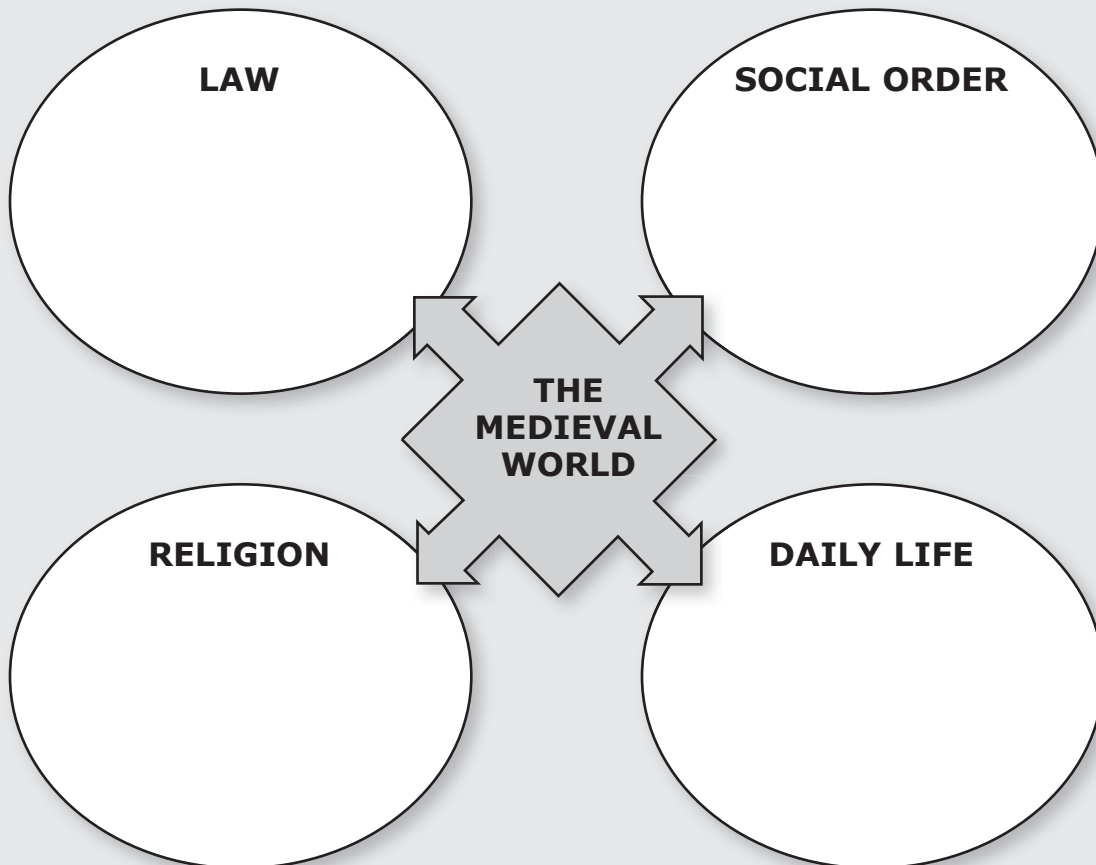 LAW
SOCIAL ORDER
THE
MEDIEVAL
WORLD
RELIGION
DAILY LIFE